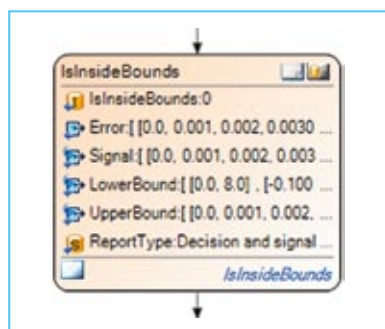 IsInsideBounds
IsInsideBounds:0
Error:[ [0.0, 0.001, 0.002, 0.0030 ...
Signal:[ [0.0, 0.001, 0.002, 0.003 ...
LowerBound:[ [0.0, 8.0] , [-0.100 ...
UpperBound:[ [0.0, 0.001, 0.002, ...
ReportType:Decision and signal ...
IsInsideBounds